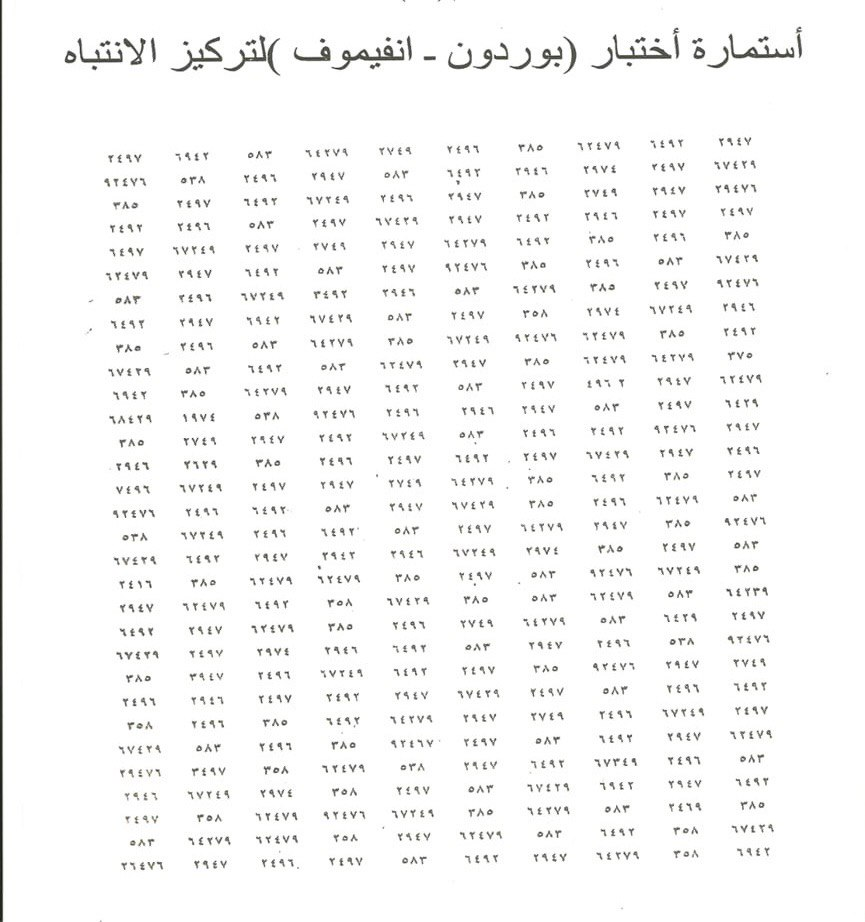 أستمارة أختبار (بوردون - انفيموف )لتركيز الانتباه
٢٩٤٧ ٦٤٩٢ ٦٢٤٧٩ ٣٨٥ ٢٤٩٦ ٢٧٤٩ ٦٤٢٧٩ ٥٨٣ ٦٩٤٢ ٢٤٩٧
٦٧٤٢٩ ٢٤٩٧ ٢٩٧٤ ٢٩٤٦ ٦٤٩٢ ٥٨٣ ٢٩٤٧ ٢٤٩٦ ٥٣٨ ٩٢٤٧٦
٢٩٤٧٦ ٢٩٤٧ ٢٧٤٩ ٣٨٥ ٢٩٤٧ ٢٤٩٦ ٦٧٢٤٩ ٦٤٩٢ ٢٤٩٧ ٣٨٥
٢٤٩٧ ٢٤٩٧ ٢٩٤٦ ٢٤٩٢ ٢٩٤٧ ٦٧٤٢٩ ٢٤٩٧ ٥٨٣ ٢٤٩٦ ٢٤٩٢
٣٨٥ ٢٤٩٦ ٣٨٥ ٦٤٩٢ ٦٤٢٧٩ ٢٩٤٧ ٢٧٤٩ ٢٤٩٧ ٦٧٢٤٩ ٦٤٩٧
٦٧٤٢٩ ٥٨٣ ٢٤٩٦ ٣٨٥ ٩٢٤٧٦ ٢٤٩٧ ٥٨٣ ٦٤٩٢ ٢٩٤٧ ٦٢٤٧٩
٩٢٤٧٦ ٢٤٩٧ ٣٨٥ ٦٤٢٧٩ ٥٨٣ ٢٩٤٦ ٣٤٩٢ ٦٧٢٤٩ ٢٤٩٦ ٥٨٣
٢٩٤٦ ٦٧٢٤٩ ٢٩٧٤ ٣٥٨ ٢٤٩٧ ٥٨٣ ٦٧٤٢٩ ٦٩٤٢ ٢٩٤٧ ٦٤٩٢
٢٤٩٢ ٣٨٥ ٦٢٤٧٩ ٩٢٤٧٦ ٦٧٢٤٩ ٣٨٥ ٦٤٢٧٩ ٥٨٣ ٢٤٩٦ ٣٨٥
٣٧٥ ٦٤٢٧٩ ٦٢٤٧٩ ٣٨٥ ٢٩٤٧ ٦٢٤٧٩ ٥٨٣ ٦٤٩٢ ٥٨٣ ٦٧٤٢٩
٦٢٤٧٩ ٢٩٤٧ ٤٩٦٢ ٢٤٩٧ ٥٨٣ ٦٤٩٢ ٢٩٤٧ ٦٤٢٧٩ ٣٨٥ ٦٩٤٢
٦٤٢٩ ٢٤٩٧ ٥٨٣ ٢٩٤٧ ٢٩٤٦ ٢٤٩٦ ٩٢٤٧٦ ٥٣٨ ١٩٧٤ ٦٨٤٢٩
٢٩٤٧ ٩٢٤٧٦ ٢٤٩٢ ٢٤٩٦ ٥٨٣ ٦٧٢٤٩ ٢٤٩٢ ٢٩٤٧ ٢٧٤٩ ٣٨٥
٢٤٩٦ ٢٩٤٧ ٦٧٤٢٩ ٢٤٩٧ ٦٤٩٢ ٢٤٩٧ ٢٤٩٦ ٣٨٥ ٢٦٢٩ ٢٩٤٦
٢٤٩٧ ٣٨٥ ٦٤٩٢ ٣٨٥ ٦٤٢٧٩ ٢٧٤٩ ٢٩٤٧ ٢٤٩٧ ٦٧٢٤٩ ٧٤٩٦
٥٨٣ ٦٢٤٧٩ ٢٤٩٦ ٣٨٥ ٦٧٤٢٩ ٢٩٤٧ ٥٨٣ ٦٤٩٢ ٢٤٩٦ ٩٢٤٧٦
٩٢٤٧٦ ٣٨٥ ٢٩٤٧ ٦٤٢٧٩ ٢٤٩٧ ٥٨٣ ٦٤٩٢ ٢٤٩٦ ٦٧٢٤٩ ٥٣٨
٥٨٣ ٢٤٩٧ ٣٨٥ ٢٩٧٤ ٦٧٢٤٩ ٢٩٤٦ ٢٩٤٢ ٢٩٤٧ ٦٤٩٢ ٦٧٤٢٩
٣٨٥ ٦٧٢٤٩ ٩٢٤٧٦ ٥٨٣ ٢٤٩٧ ٣٨٥ ٦٢٤٧٩ ٦٢٤٧٩ ٣٨٥ ٢٤١٦
٦٤٢٣٩ ٥٨٣ ٦٢٤٧٩ ٥٨٣ ٣٨٥ ٦٧٤٢٩ ٣٥٨ ٦٤٩٢ ٦٢٤٧٩ ٢٩٤٧
٢٤٩٧ ٦٤٢٩ ٥٨٣ ٦٤٢٧٩ ٢٧٤٩ ٢٤٩٦ ٣٨٥ ٦٢٤٧٩ ٢٩٤٧ ٦٤٩٢
٩٢٤٧٦ ٥٣٨ ٢٤٩٦ ٢٩٤٧ ٥٨٣ ٦٤٩٢ ٢٩٤٦ ٢٩٧٤ ٢٤٩٧ ٦٧٤٢٩
٢٧٤٩ ٢٩٤٧ ٩٢٤٧٦ ٣٨٥ ٢٤٩٧ ٦٤٩٢ ٦٧٢٤٩ ٢٤٩٦ ٣٩٤٧ ٣٨٥
٦٤٩٢ ٢٤٩٦ ٥٨٣ ٢٤٩٧ ٦٧٤٢٩ ٢٩٤٧ ٢٤٩٢ ٢٤٩٧ ٢٩٤٦ ٢٤٩٦
٢٤٩٧ ٦٧٢٤٩ ٢٤٩٦ ٢٧٤٩ ٢٩٤٧ ٦٤٢٧٩ ٦٤٩٢ ٣٨٥ ٢٤٩٦ ٣٥٨
٦٢٤٧٩ ٢٩٤٧ ٦٤٩٢ ٥٨٣ ٢٤٩٧ ٩٢٤٦٧ ٣٨٥ ٢٤٩٦ ٥٨٣ ٦٧٤٢٩
٥٨٣ ٢٤٩٦ ٦٧٣٤٩ ٦٤٩٢ ٢٩٤٧ ٥٣٨ ٦٢٤٧٩ ٣٥٨ ٣٤٩٧ ٢٩٤٧٦
٦٤٩٢ ٢٩٤٧ ٦٩٤٢ ٦٧٤٢٩ ٥٨٣ ٢٤٩٧ ٣٥٨ ٢٩٧٤ ٦٧٢٤٩ ٢٩٤٦
٣٨٥ ٢٤٦٩ ٥٨٣ ٦٤٢٧٩ ٣٨٥ ٦٧٢٤٩ ٩٢٤٧٦ ٦٢٤٧٩ ٣٥٨ ٢٤٩٧
٦٧٤٢٩ ٣٥٨ ٦٤٩٢ ٥٨٣ ٦٢٤٧٩ ٢٩٤٧ ٣٥٨ ٦٢٤٧٩ ٦٤٢٧٩ ٥٨٣
٦٩٤٢ ٣٥٨ ٦٤٢٧٩ ٢٩٤٧ ٦٤٩٢ ٥٨٣ ٢٤٩٧ ٢٤٩٦ ٢٩٤٧ ٢٦٤٧٦